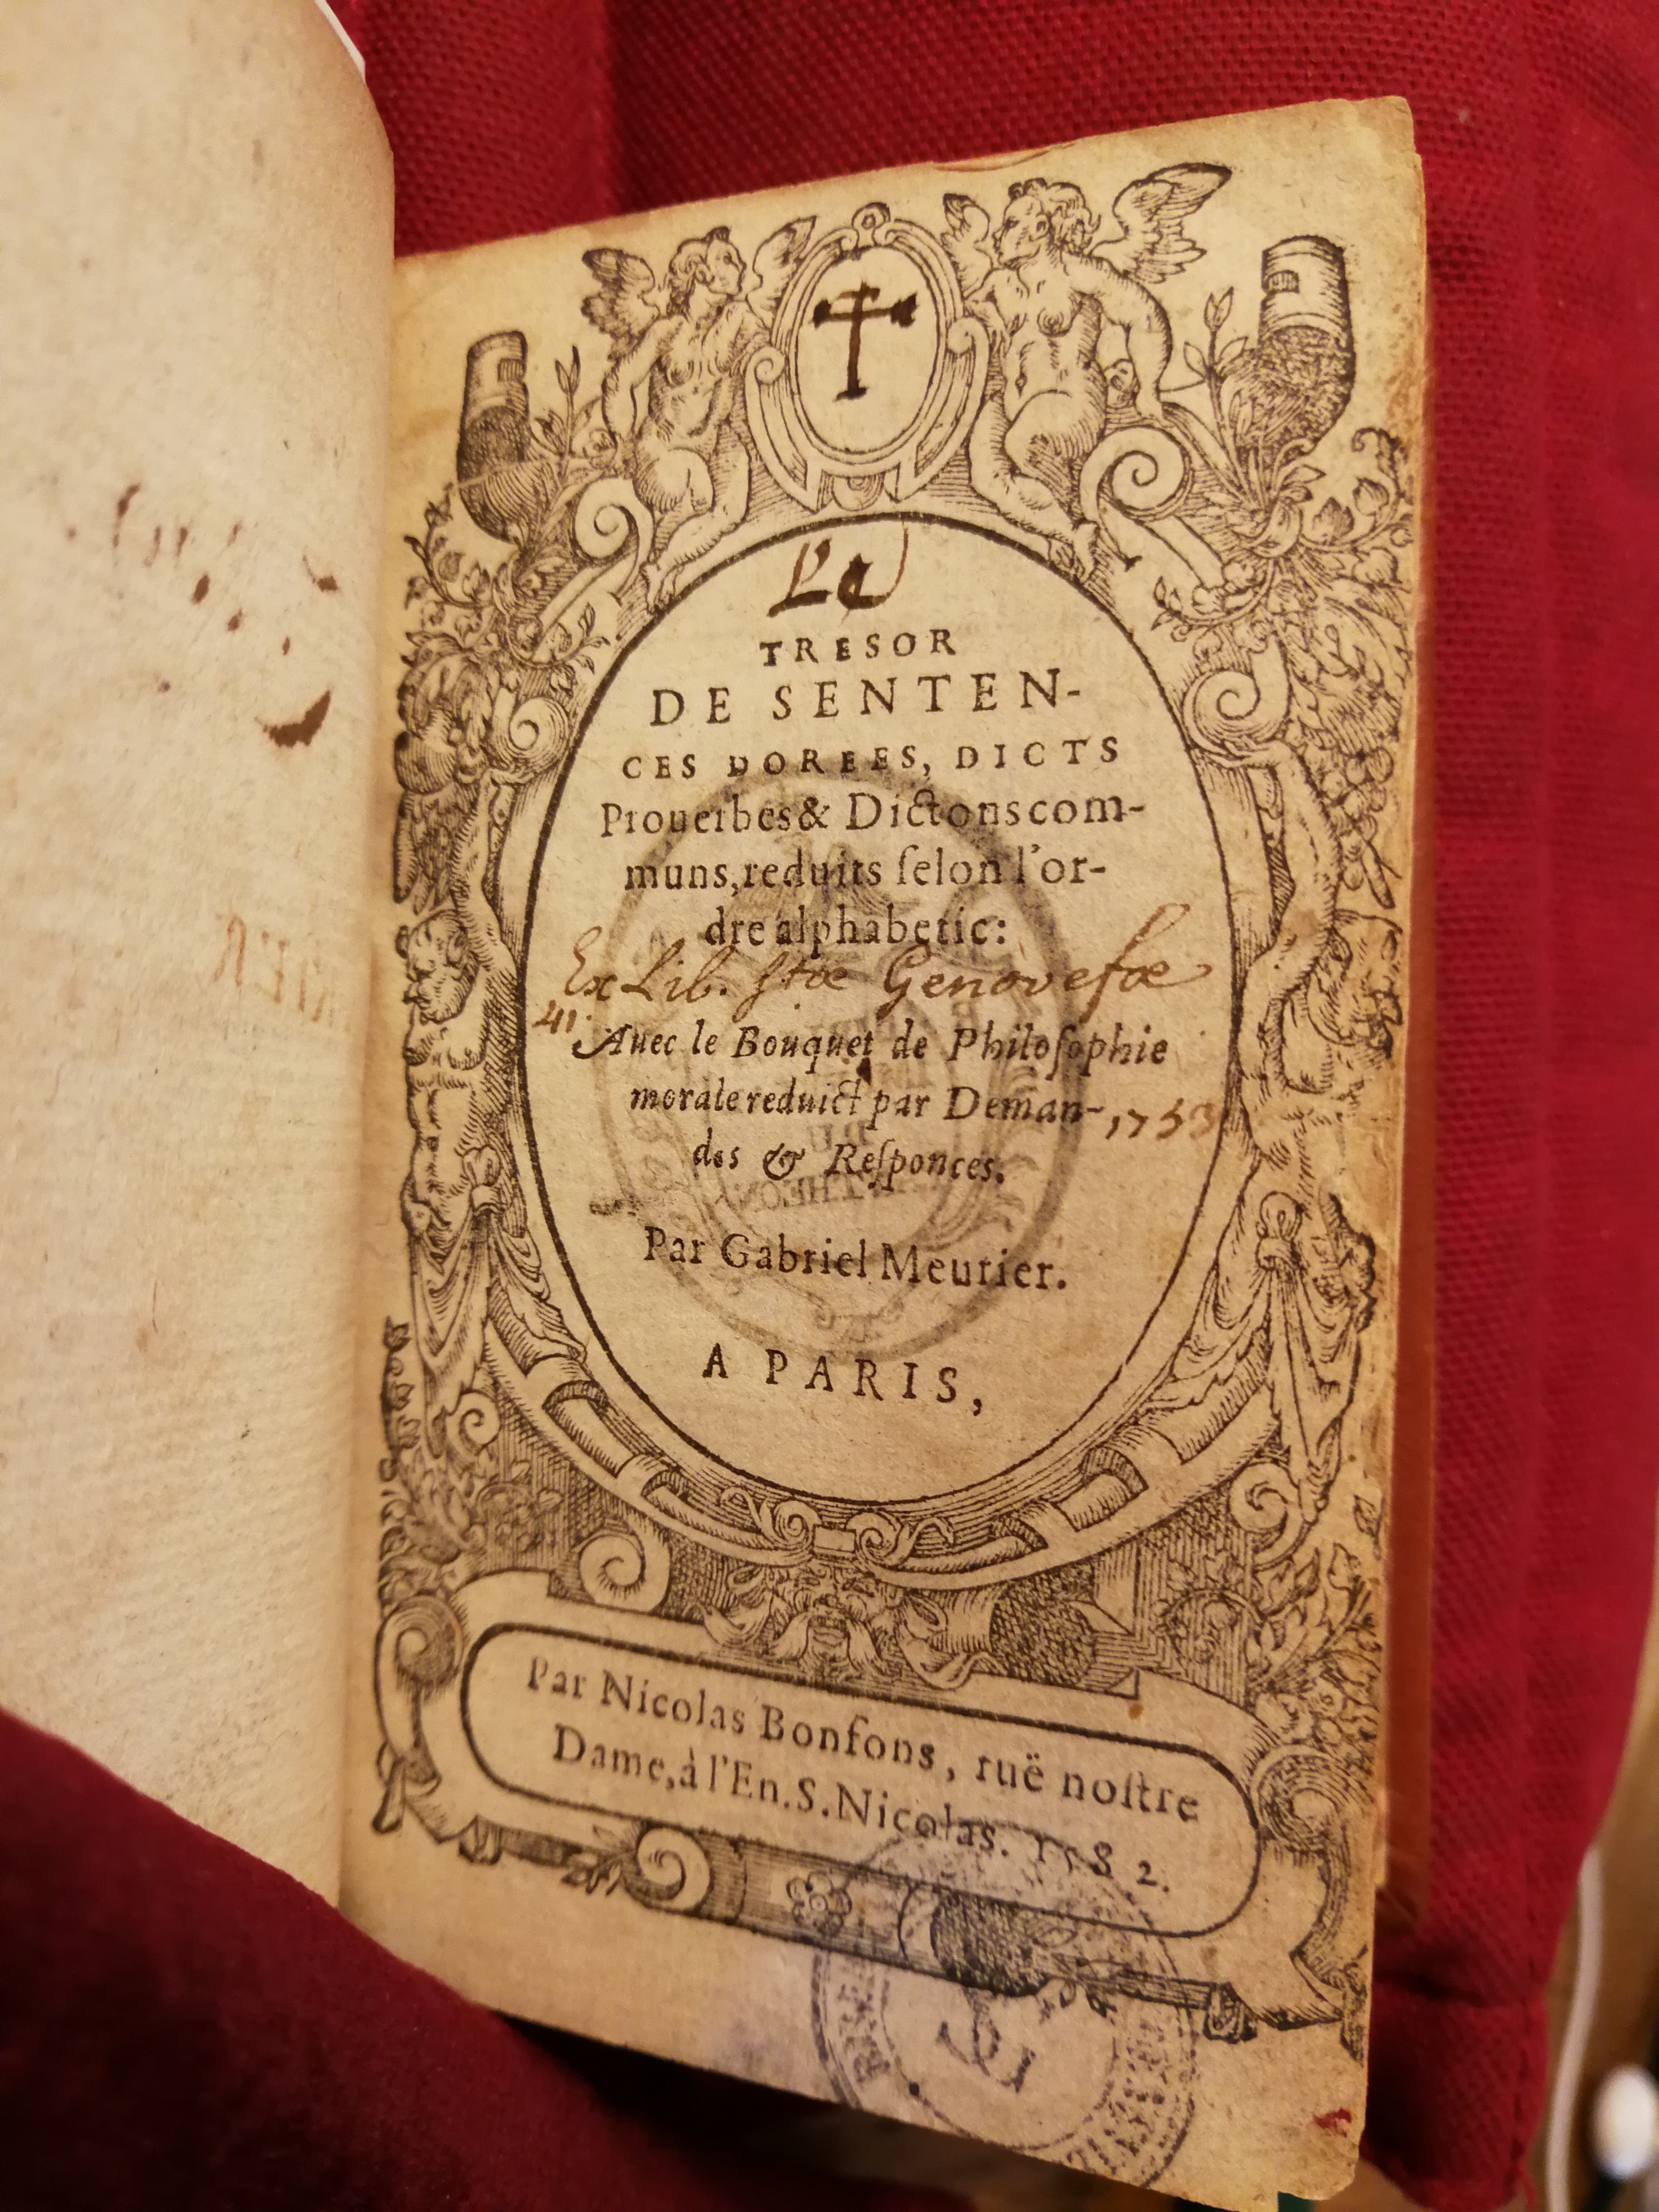 Le
TRESOR
DE SENTEN-
CES DOREES, DICTS
Prouerbes & Dictons com-
muns, reduits ſelon l'or-
dre alphabetic:
Ex Lib. Stæ Genovefæ
41.
Auec le Bouquet de Philoſophie
morale reduict par Deman-
1753
des & Reſponces.
Par Gabriel Meurier.
A PARIS,
Par Nicolas Bonfons, ruë noſtre
Dame, à l'En. S. Nicolas. 1582.